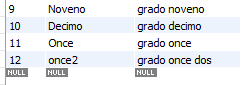 9 Noveno grado noveno
10 Decimo grado decimo
11 Once grado once
12 once2 grado once dos
NULL NULL NULL